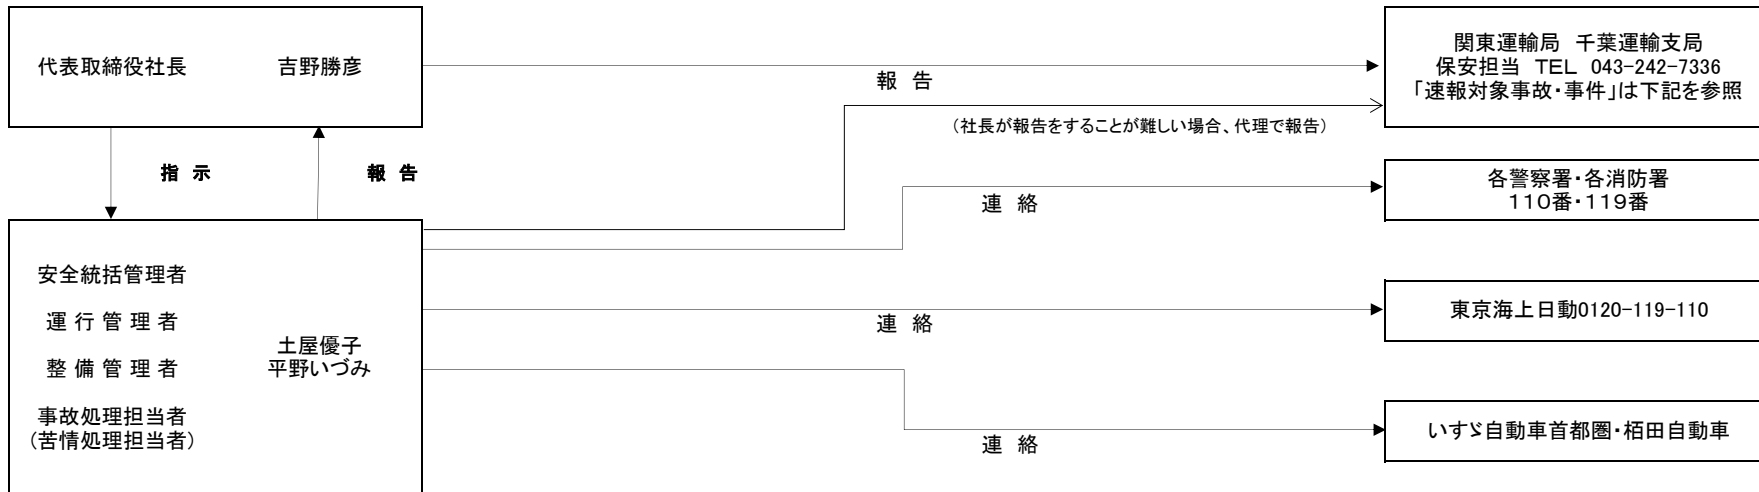 代表取締役社長　吉野勝彦
関東運輸局 千葉運輸支局
保安担当 TEL 043-242-7336
「速報対象事故・事件」は下記を参照
報 告
（社長が報告をすることが難しい場合、代理で報告）
指 示　報 告
各警察署・各消防署
110番・119番
連 絡
安全統括管理者
運 行 管 理 者
整 備 管 理 者
事故処理担当者
(苦情処理担当者)
土屋優子
平野いづみ
東京海上日動0120-119-110
連 絡
いすゞ自動車首都圏・栢田自動車
連 絡